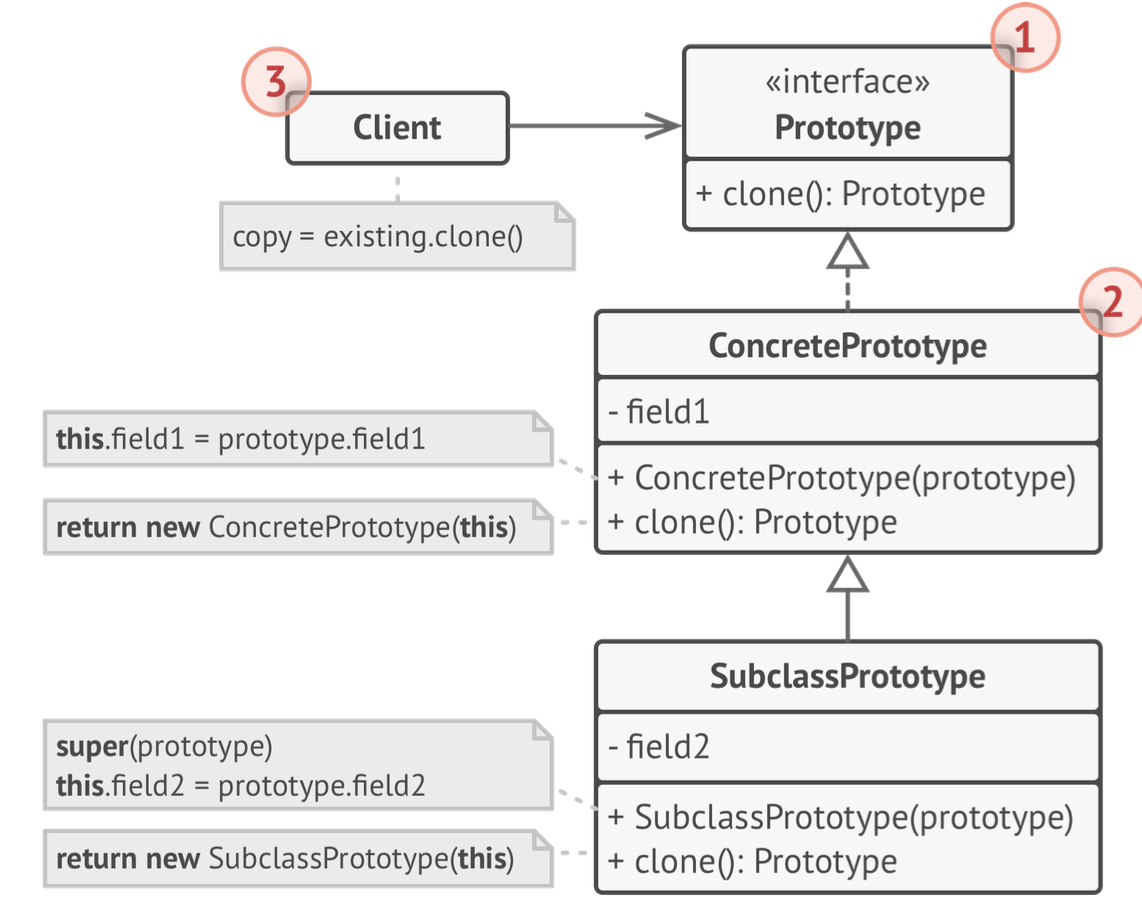 1
«interface»
Prototype
+ clone(): Prototype
3
Client
copy = existing.clone()
2
ConcretePrototype
- field1
+ ConcretePrototype(prototype)
+ clone(): Prototype
this.field1 = prototype.field1
return new ConcretePrototype(this)
SubclassPrototype
- field2
+ SubclassPrototype(prototype)
+ clone(): Prototype
super(prototype)
this.field2 = prototype.field2
return new SubclassPrototype(this)